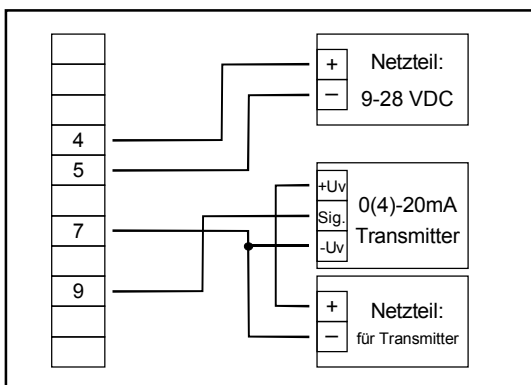 4
5
7
9
+
–
Netzteil:
9-28 VDC
+Uv
Sig.
-Uv
0(4)-20mA
Transmitter
+
–
Netzteil:
für Transmitter